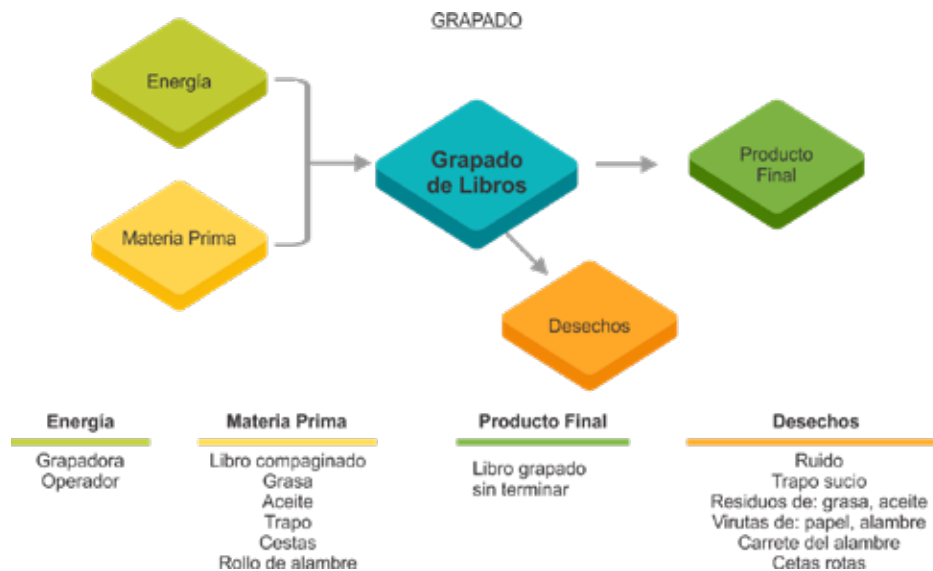 GRAPADO
Energía
Materia Prima
Grapado
de Libros
Producto
Final
Desechos
Energía
Grapadora
Operador
Materia Prima
Libro compaginado
Grasa
Aceite
Trapo
Cestas
Rollo de alambre
Producto Final
Libro grapado
sin terminar
Desechos
Ruido
Trapo sucio
Residuos de: grasa, aceite
Virutas de: papel, alambre
Carrete del alambre
Cetas rotas